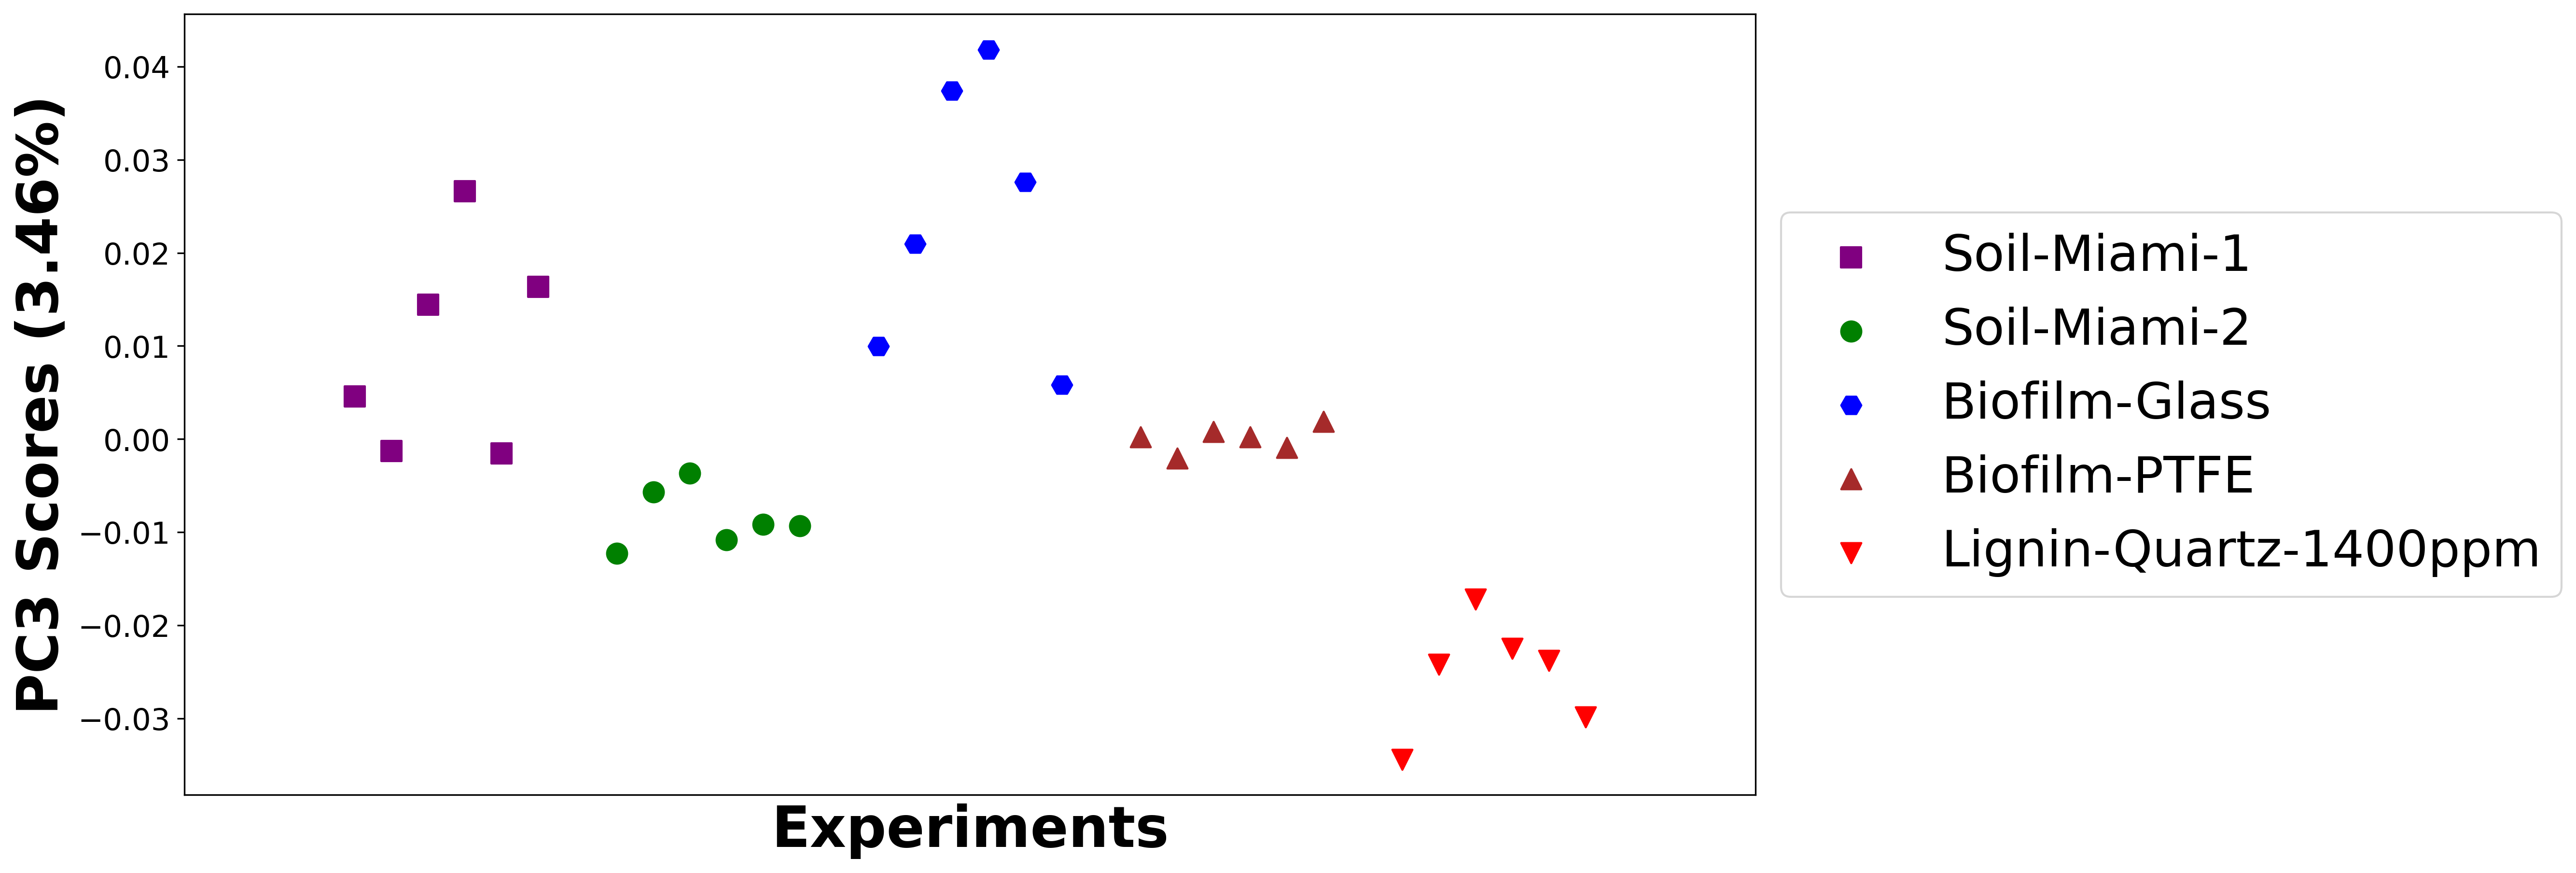 PC3 Scores (3.46%)
0.04
0.03
0.02
0.01
0.00
−0.01
−0.02
−0.03
Experiments
Soil-Miami-1
Soil-Miami-2
Biofilm-Glass
Biofilm-PTFE
Lignin-Quartz-1400ppm